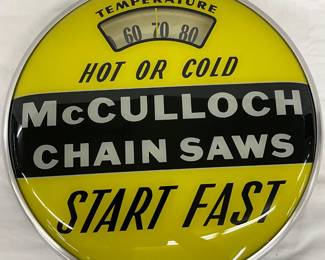 TEMPERATURE
60 70 80
HOT OR COLD
McCULLOCH
CHAIN SAWS
START FAST